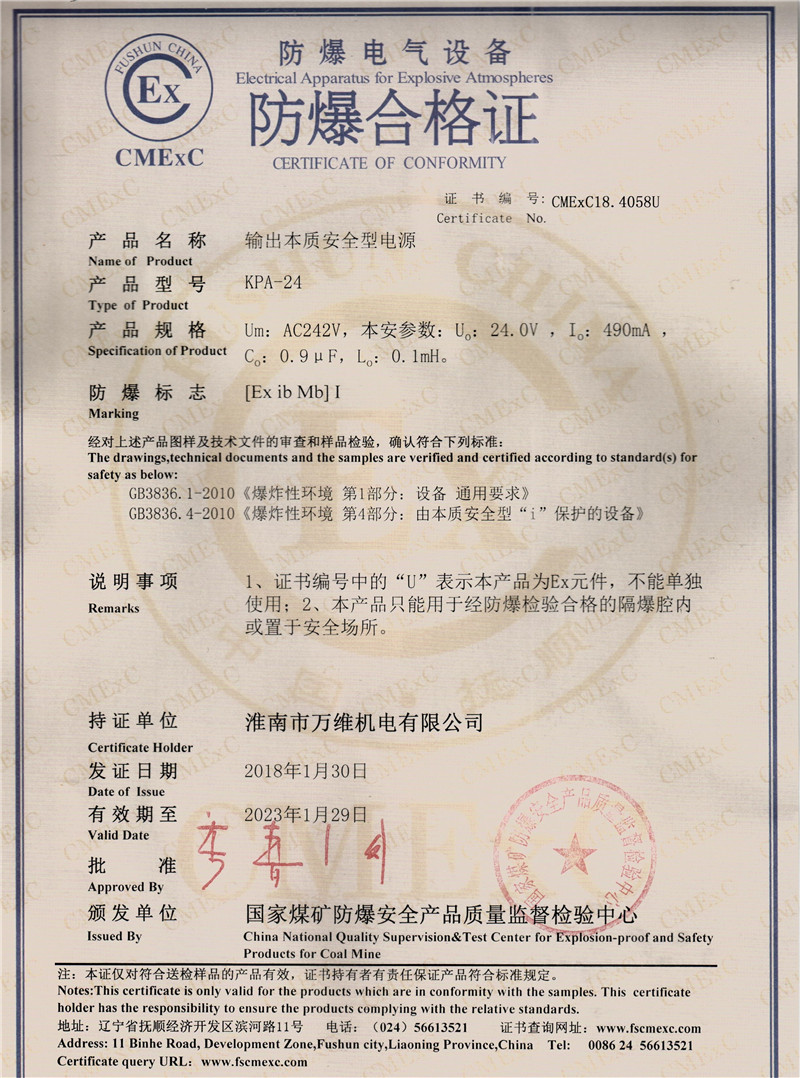 FUSHUN CHINA
Ex
CMExC
防爆电气设备
Electrical Apparatus for Explosive Atmospheres
防爆合格证
CERTIFICATE OF CONFORMITY
证书编号: CMExC18.4058U
Certificate No.
产品名称 输出本质安全型电源
Name of Product
产品型号 KPA-24
Type of Product
产品规格 Um: AC242V, 本安参数: Uo: 24.0V , Io: 490mA ,
Specification of Product Co: 0.9μF, Lo: 0.1mH。
防爆标志 [Ex ib Mb] I
Marking
经对上述产品图样及技术文件的审查和样品检验, 确认符合下列标准:
The drawings,technical documents and the samples are verified and certified according to standard(s) for
safety as below:
GB3836.1-2010《爆炸性环境 第1部分: 设备 通用要求》
GB3836.4-2010《爆炸性环境 第4部分: 由本质安全型“i”保护的设备》
说明事项 1、证书编号中的“U”表示本产品为Ex元件, 不能单独
Remarks 使用; 2、本产品只能用于经防爆检验合格的隔爆腔内
或置于安全场所。
持证单位 淮南市万维机电有限公司
Certificate Holder
发证日期 2018年1月30日
Date of Issue
有效期至 2023年1月29日
Valid Date
批准
Approved By
国家煤矿防爆安全产品质量监督检验中心
颁发单位 国家煤矿防爆安全产品质量监督检验中心
Issued By China National Quality Supervision&Test Center for Explosion-proof and Safety
Products for Coal Mine
注: 本证仅对符合送检样品的产品有效, 证书持有者有责任保证产品符合标准规定。
Notes:This certificate is only valid for the products which are in conformity with the samples. This certificate
holder has the responsibility to ensure the products complying with the relative standards.
地址: 辽宁省抚顺经济开发区滨河路11号 电话: (024) 56613521 证书查询网址: www.fscmexc.com
Address: 11 Binhe Road, Development Zone,Fushun city,Liaoning Province,China Tel: 0086 24 56613521
Certificate query URL: www.fscmexc.com